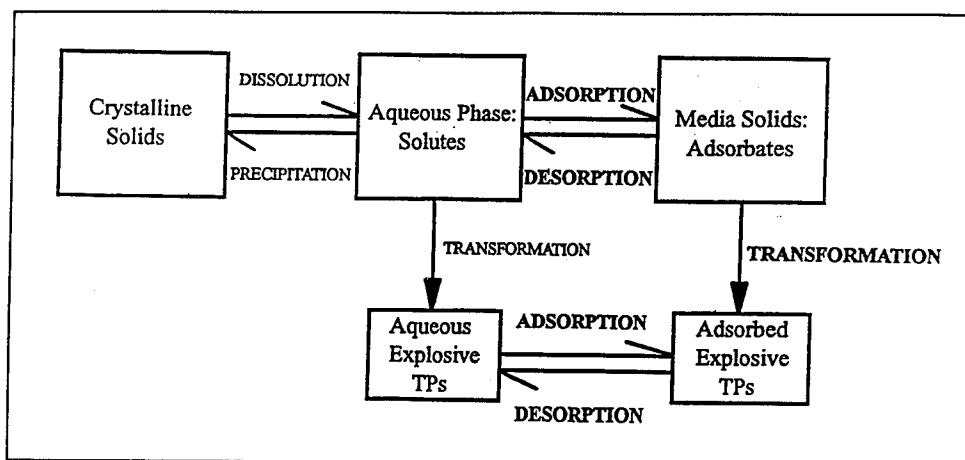 DISSOLUTION
Crystalline
Solids
PRECIPITATION
Aqueous Phase:
Solutes
ADSORPTION
DESORPTION
Media Solids:
Adsorbates
TRANSFORMATION
TRANSFORMATION
Aqueous
Explosive
TPs
ADSORPTION
DESORPTION
Adsorbed
Explosive
TPs